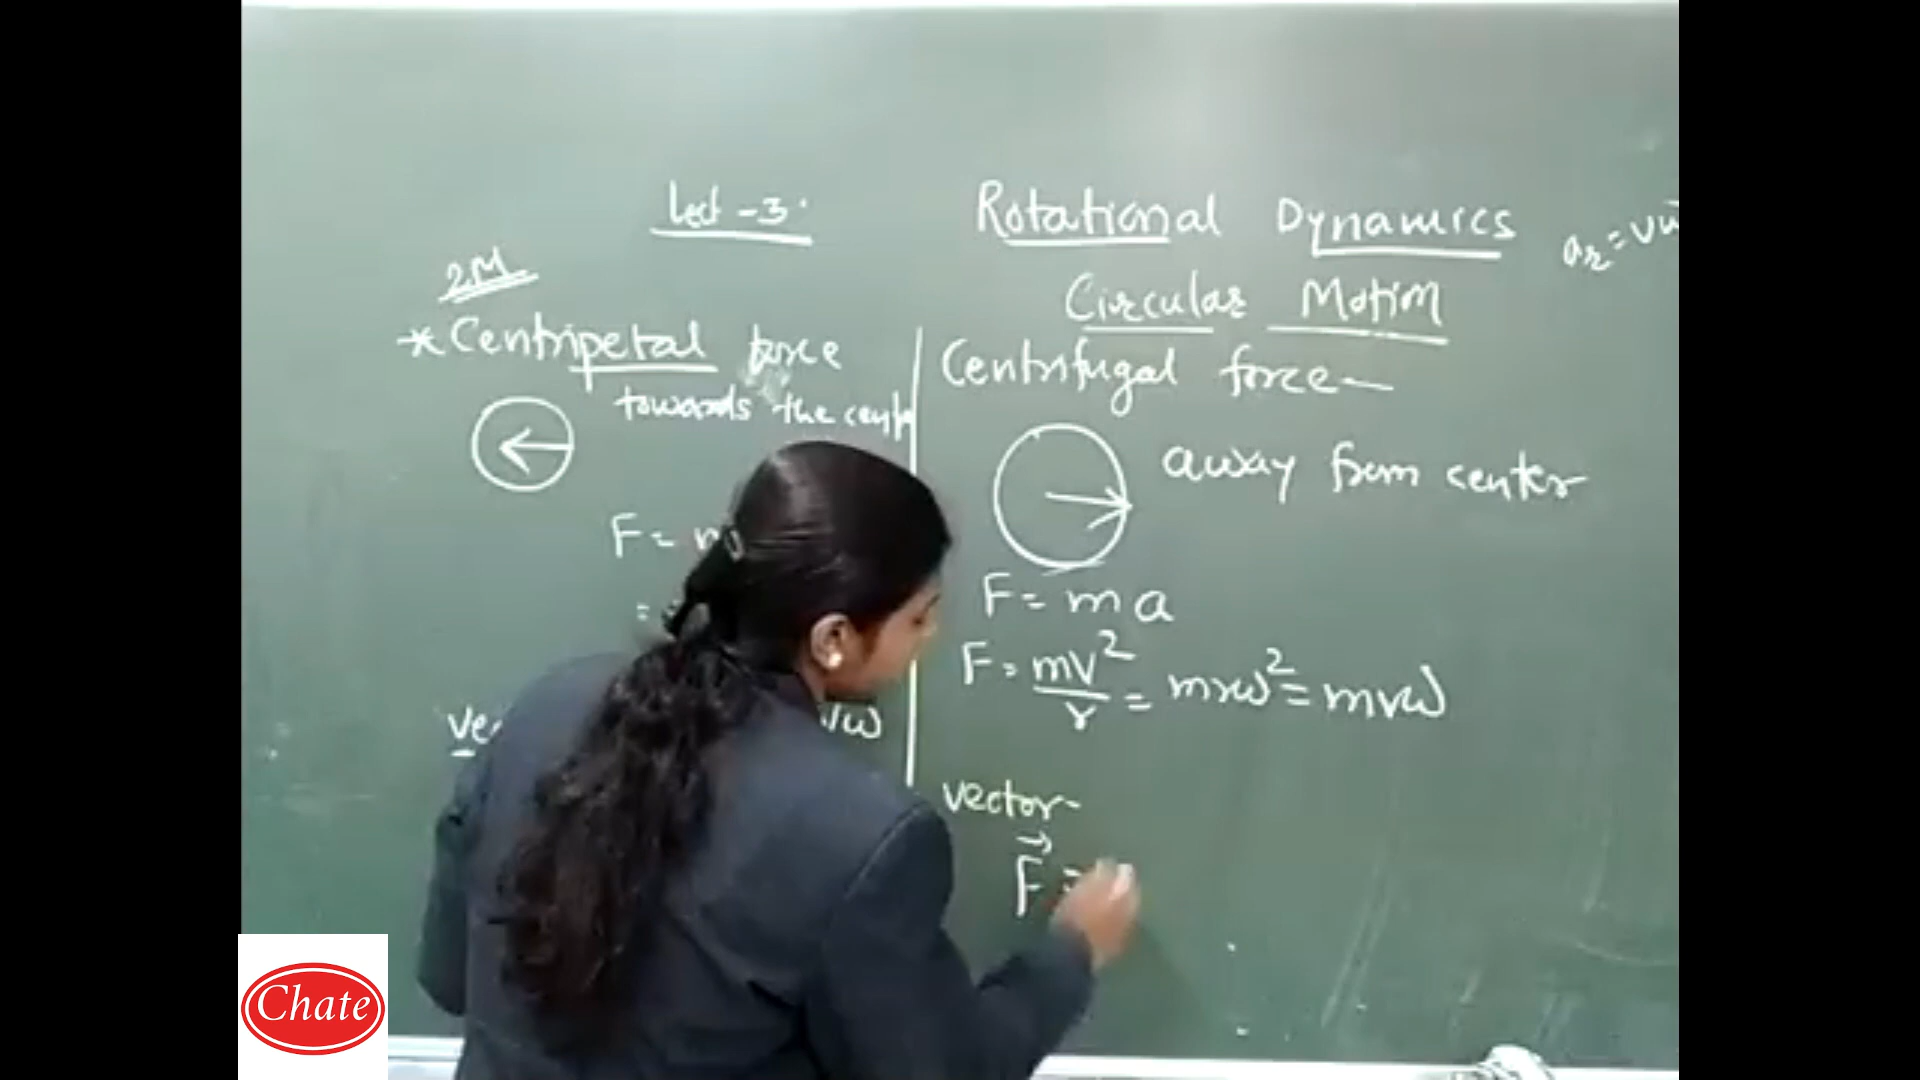 Lect -3.
Rotational Dynamics
Circular Motion
2M
* Centripetal force
towards the cent
F =
=
ve
ω
Centrifugal force —
away from center
F = m a
F = mv²/r = mrω² = mvω
vector-
F⃗ =
a_r = vω
Chate